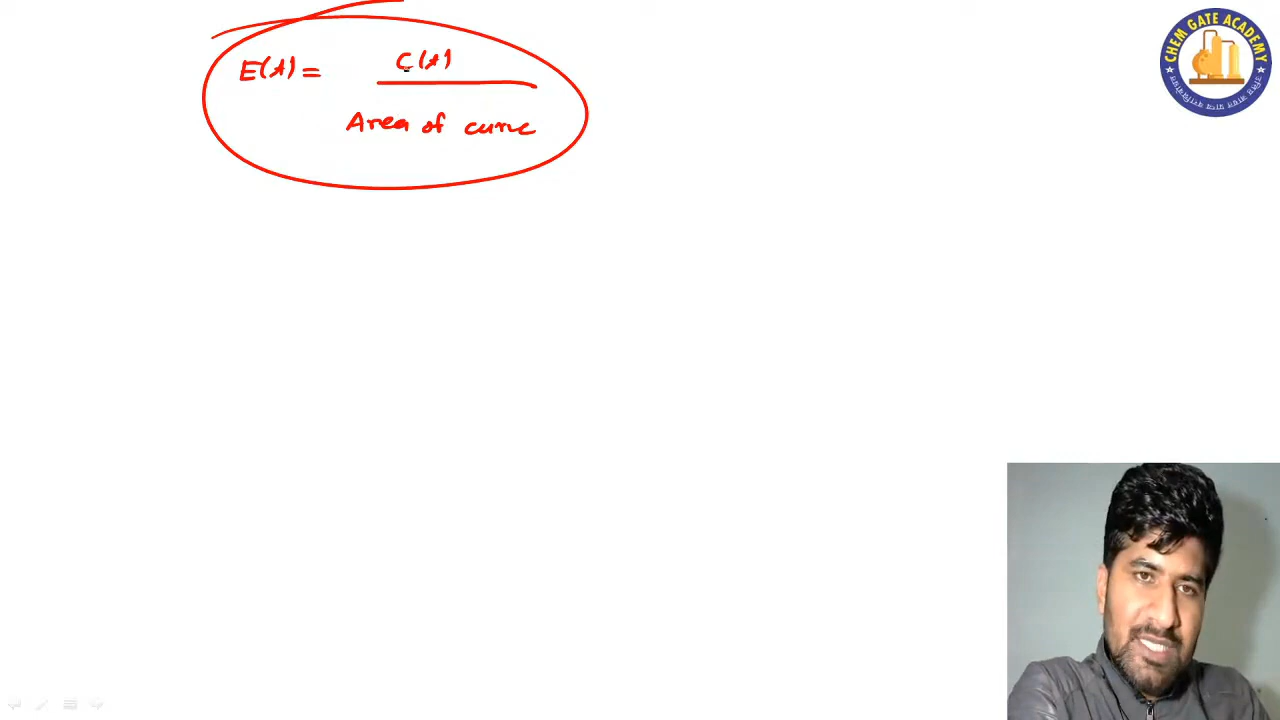 E(t) = C(t)
Area of curve
CHEM GATE ACADEMY